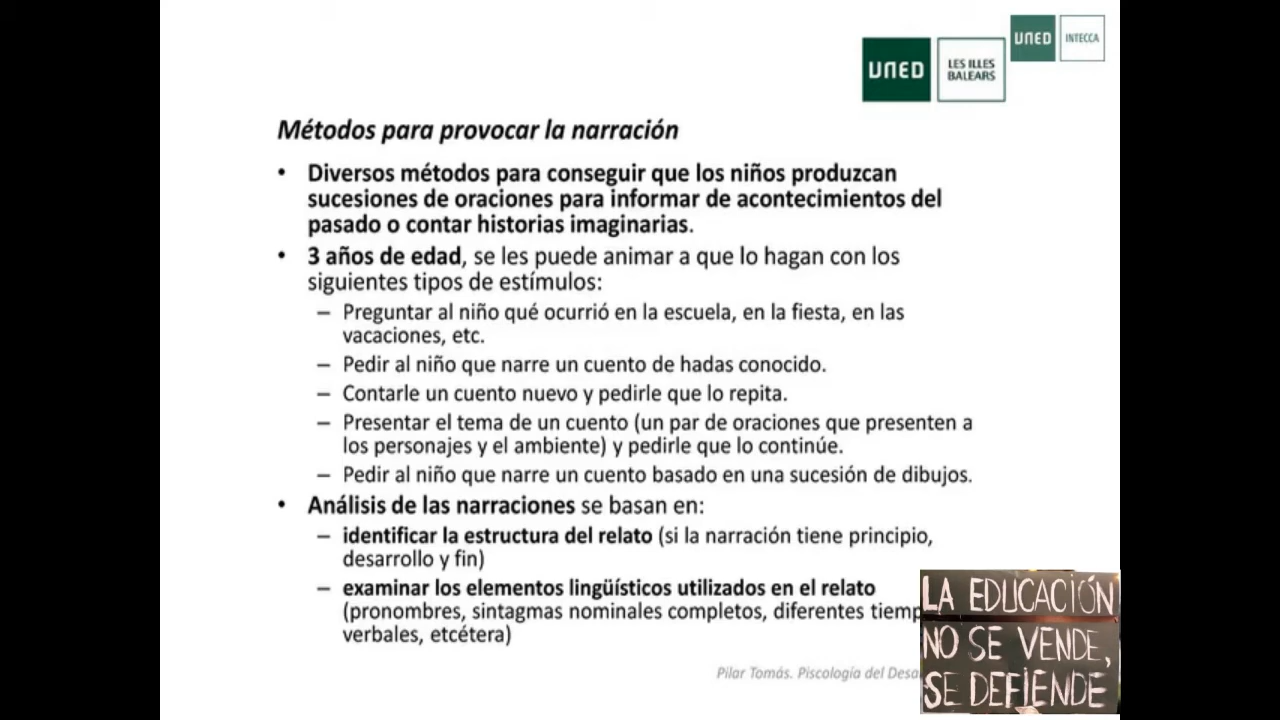 UNED
INTECCA
UNED
LES ILLES
BALEARS
Métodos para provocar la narración
• Diversos métodos para conseguir que los niños produzcan
sucesiones de oraciones para informar de acontecimientos del
pasado o contar historias imaginarias.
• 3 años de edad, se les puede animar a que lo hagan con los
siguientes tipos de estímulos:
– Preguntar al niño qué ocurrió en la escuela, en la fiesta, en las
vacaciones, etc.
– Pedir al niño que narre un cuento de hadas conocido.
– Contarle un cuento nuevo y pedirle que lo repita.
– Presentar el tema de un cuento (un par de oraciones que presenten a
los personajes y el ambiente) y pedirle que lo continúe.
– Pedir al niño que narre un cuento basado en una sucesión de dibujos.
• Análisis de las narraciones se basan en:
– identificar la estructura del relato (si la narración tiene principio,
desarrollo y fin)
– examinar los elementos lingüísticos utilizados en el relato
(pronombres, sintagmas nominales completos, diferentes tiemp
verbales, etcétera)
Pilar Tomás. Piscología del
LA EDUCACIÓN
NO SE VENDE,
SE DEFIENDE